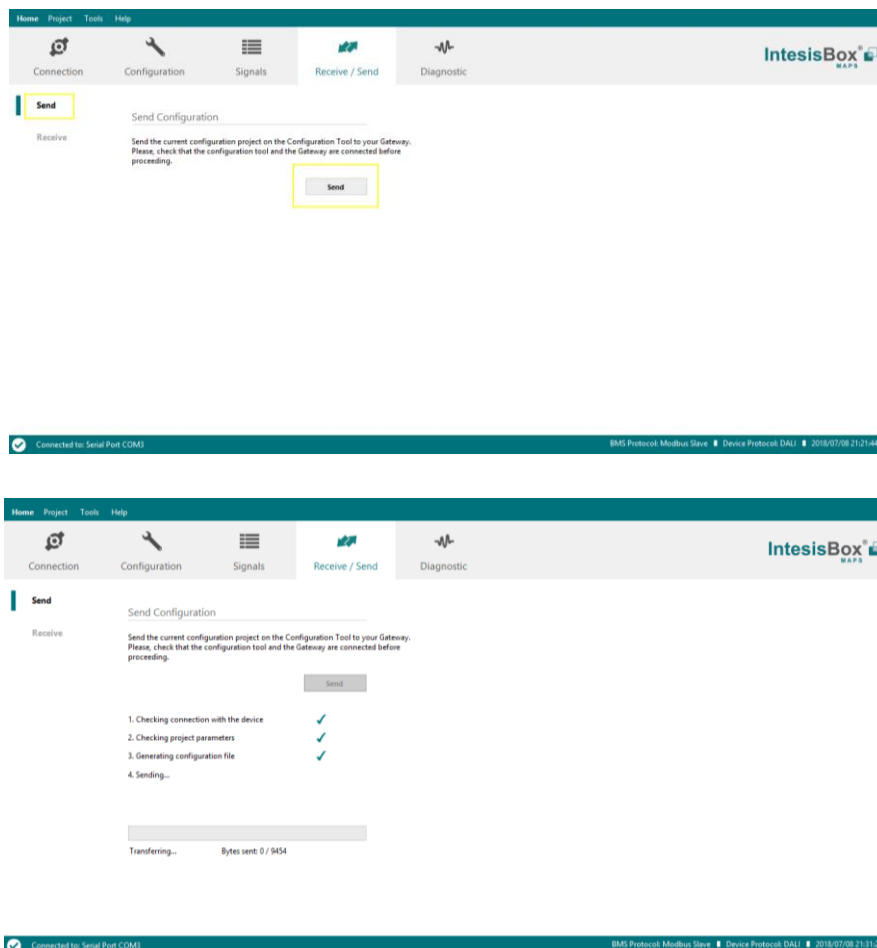 Home Project Tools Help
Connection Configuration Signals Receive / Send Diagnostic
IntesisBox®
MAPS
Send
Receive
Send Configuration
Send the current configuration project on the Configuration Tool to your Gateway.
Please, check that the configuration tool and the Gateway are connected before
proceeding.
Send
Connected to: Serial Port COM3
BMS Protocol: Modbus Slave Device Protocol: DALI 2018/07/08 21:21:44
Home Project Tools Help
Connection Configuration Signals Receive / Send Diagnostic
IntesisBox®
MAPS
Send
Receive
Send Configuration
Send the current configuration project on the Configuration Tool to your Gateway.
Please, check that the configuration tool and the Gateway are connected before
proceeding.
Send
1. Checking connection with the device ✓
2. Checking project parameters ✓
3. Generating configuration file ✓
4. Sending...
Transferring... Bytes sent: 0 / 9454
Connected to: Serial Port COM3
BMS Protocol: Modbus Slave Device Protocol: DALI 2018/07/08